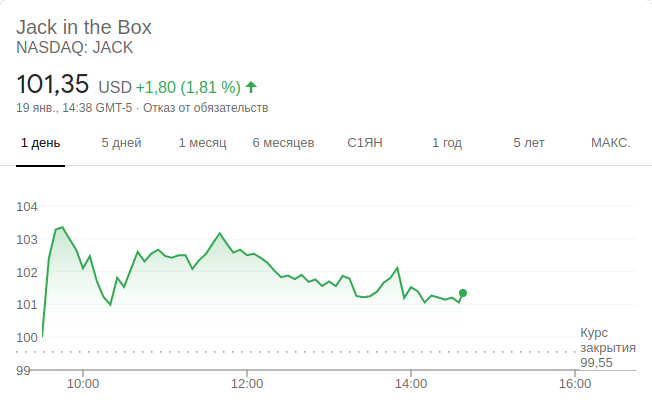 Jack in the Box
NASDAQ: JACK
101,35 USD +1,80 (1,81 %)
19 янв., 14:38 GMT-5 · Отказ от обязательств
1 день 5 дней 1 месяц 6 месяцев С1ЯН 1 год 5 лет МАКС.
104
103
102
101
100
99
Курс
закрытия
99,55
10:00 12:00 14:00 16:00